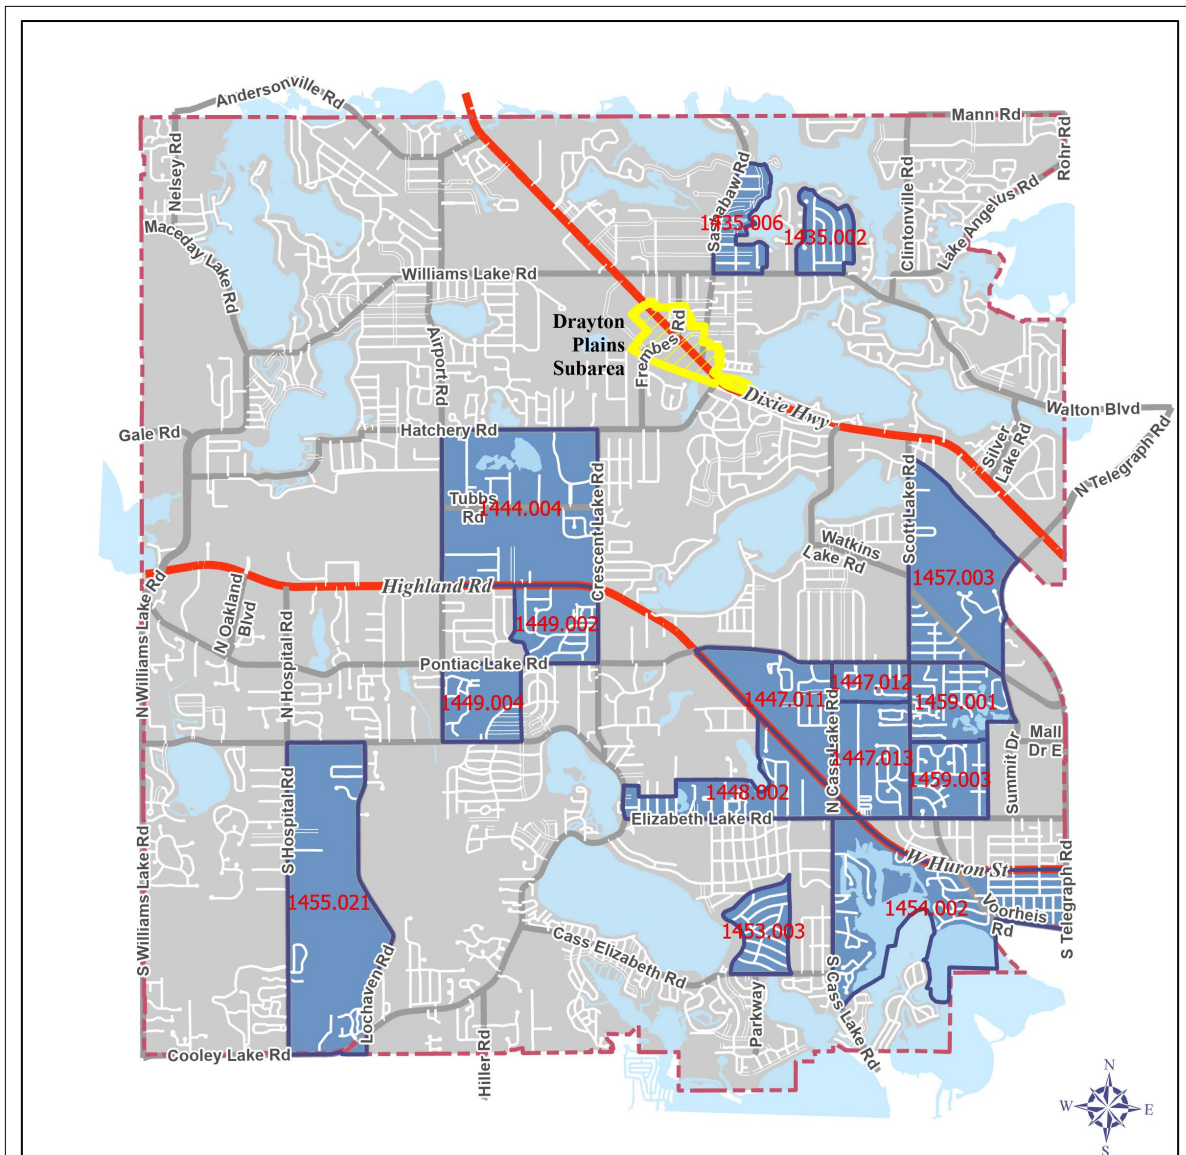 Andersonville Rd
Mann Rd
Nelsey Rd
Sashabaw Rd
Clintonville Rd
Rohr Rd
Lake Angelus Rd
Maceday Lake Rd
1435.006
1435.002
Williams Lake Rd
Drayton
Plains
Subarea
Frembes Rd
Airport Rd
Dixie Hwy
Walton Blvd
Gale Rd
Hatchery Rd
Silver
Lake Rd
N Telegraph Rd
Crescent Lake Rd
Scott Lake Rd
Tubbs
Rd
1444.004
Watkins
Lake Rd
1457.003
Highland Rd
N Oakland
Blvd
N Williams Lake Rd
N Hospital Rd
1449.002
Pontiac Lake Rd
1449.004
1447.011
1447.012
1459.001
N Cass Lake Rd
1447.013
1459.003
Mall
Dr E
Summit Dr
1448.002
Elizabeth Lake Rd
S Hospital Rd
S Williams Lake Rd
W Huron St
1455.021
1454.002
Voorheis
Rd
S Telegraph Rd
1453.003
Cass Elizabeth Rd
Lochaven Rd
S Cass Lake Rd
Parkway
Hiller Rd
Cooley Lake Rd
N
W
E
S